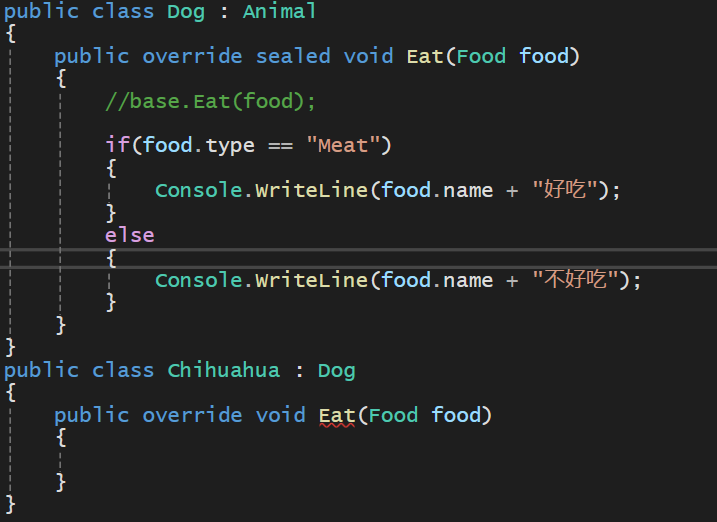 public class Dog : Animal
{
public override sealed void Eat(Food food)
{
//base.Eat(food);
if(food.type == "Meat")
{
Console.WriteLine(food.name + "好吃");
}
else
{
Console.WriteLine(food.name + "不好吃");
}
}
}
public class Chihuahua : Dog
{
public override void Eat(Food food)
{
}
}